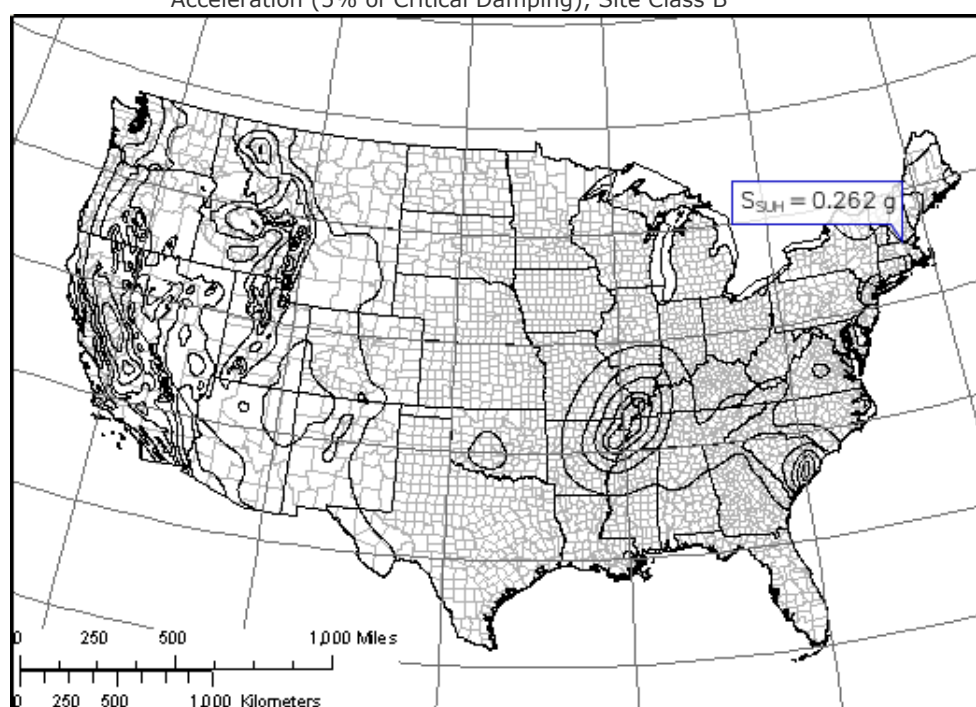 Acceleration (5% of Critical Damping), Site Class B
S_SUH = 0.262 g
0 250 500 1,000 Miles
0 250 500 1,000 Kilometers